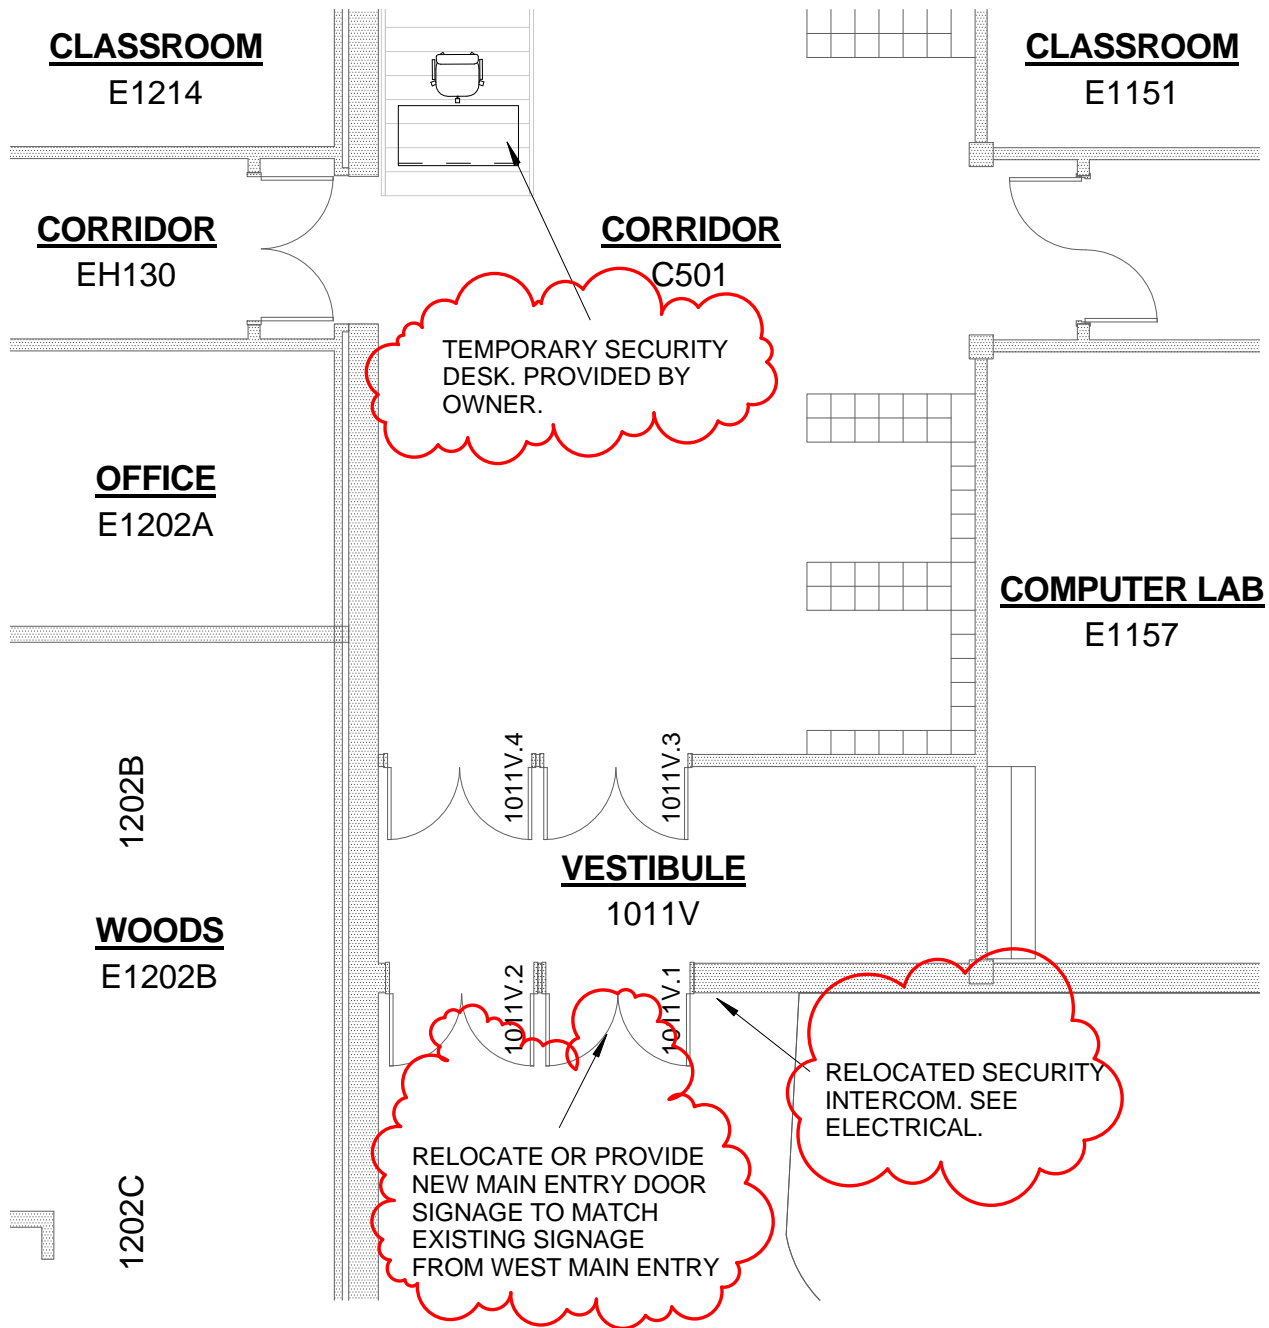 CLASSROOM
E1214
CLASSROOM
E1151
CORRIDOR
EH130
CORRIDOR
C501
TEMPORARY SECURITY
DESK. PROVIDED BY
OWNER.
OFFICE
E1202A
COMPUTER LAB
E1157
1202B
1011V.4
1011V.3
VESTIBULE
1011V
WOODS
E1202B
1011V.2
1011V.1
RELOCATED SECURITY
INTERCOM. SEE
ELECTRICAL.
RELOCATE OR PROVIDE
NEW MAIN ENTRY DOOR
SIGNAGE TO MATCH
EXISTING SIGNAGE
FROM WEST MAIN ENTRY
1202C